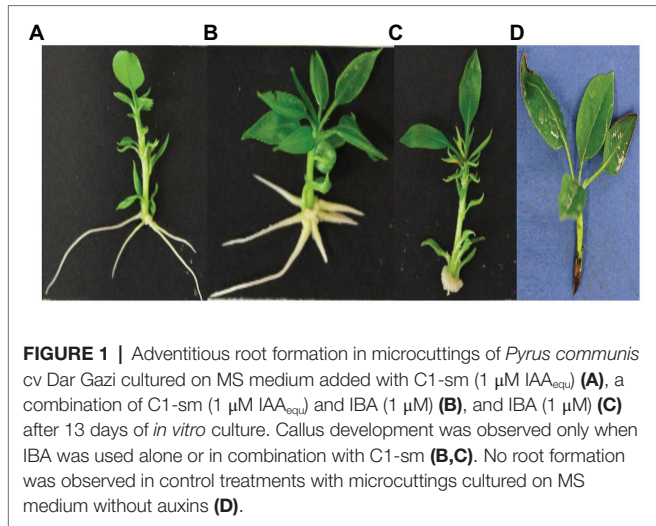 A B C D
FIGURE 1 | Adventitious root formation in microcuttings of Pyrus communis
cv Dar Gazi cultured on MS medium added with C1-sm (1 μM IAAequ) (A), a
combination of C1-sm (1 μM IAAequ) and IBA (1 μM) (B), and IBA (1 μM) (C)
after 13 days of in vitro culture. Callus development was observed only when
IBA was used alone or in combination with C1-sm (B,C). No root formation
was observed in control treatments with microcuttings cultured on MS
medium without auxins (D).